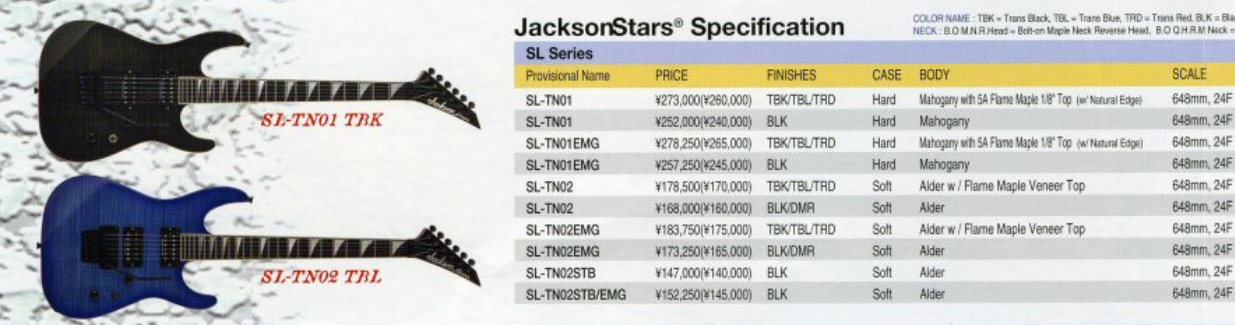 SL-TN01 TBK
SL-TN02 TBL
JacksonStars® Specification
COLOR NAME : TBK = Trans Black, TBL = Trans Blue, TRD = Trans Red, BLK = Bla
NECK : B.O.M.N.R.Head = Bolt-on Maple Neck Reverse Head, B.O.Q.H.R.M Neck =
SL Series
Provisional Name PRICE FINISHES CASE BODY SCALE
SL-TN01 ¥273,000(¥260,000) TBK/TBL/TRD Hard Mahogany with 5A Flame Maple 1/8" Top (w/ Natural Edge) 648mm, 24F
SL-TN01 ¥252,000(¥240,000) BLK Hard Mahogany 648mm, 24F
SL-TN01EMG ¥278,250(¥265,000) TBK/TBL/TRD Hard Mahogany with 5A Flame Maple 1/8" Top (w/ Natural Edge) 648mm, 24F
SL-TN01EMG ¥257,250(¥245,000) BLK Hard Mahogany 648mm, 24F
SL-TN02 ¥178,500(¥170,000) TBK/TBL/TRD Soft Alder w / Flame Maple Veneer Top 648mm, 24F
SL-TN02 ¥168,000(¥160,000) BLK/DMR Soft Alder 648mm, 24F
SL-TN02EMG ¥183,750(¥175,000) TBK/TBL/TRD Soft Alder w / Flame Maple Veneer Top 648mm, 24F
SL-TN02EMG ¥173,250(¥165,000) BLK/DMR Soft Alder 648mm, 24F
SL-TN02STB ¥147,000(¥140,000) BLK Soft Alder 648mm, 24F
SL-TN02STB/EMG ¥152,250(¥145,000) BLK Soft Alder 648mm, 24F